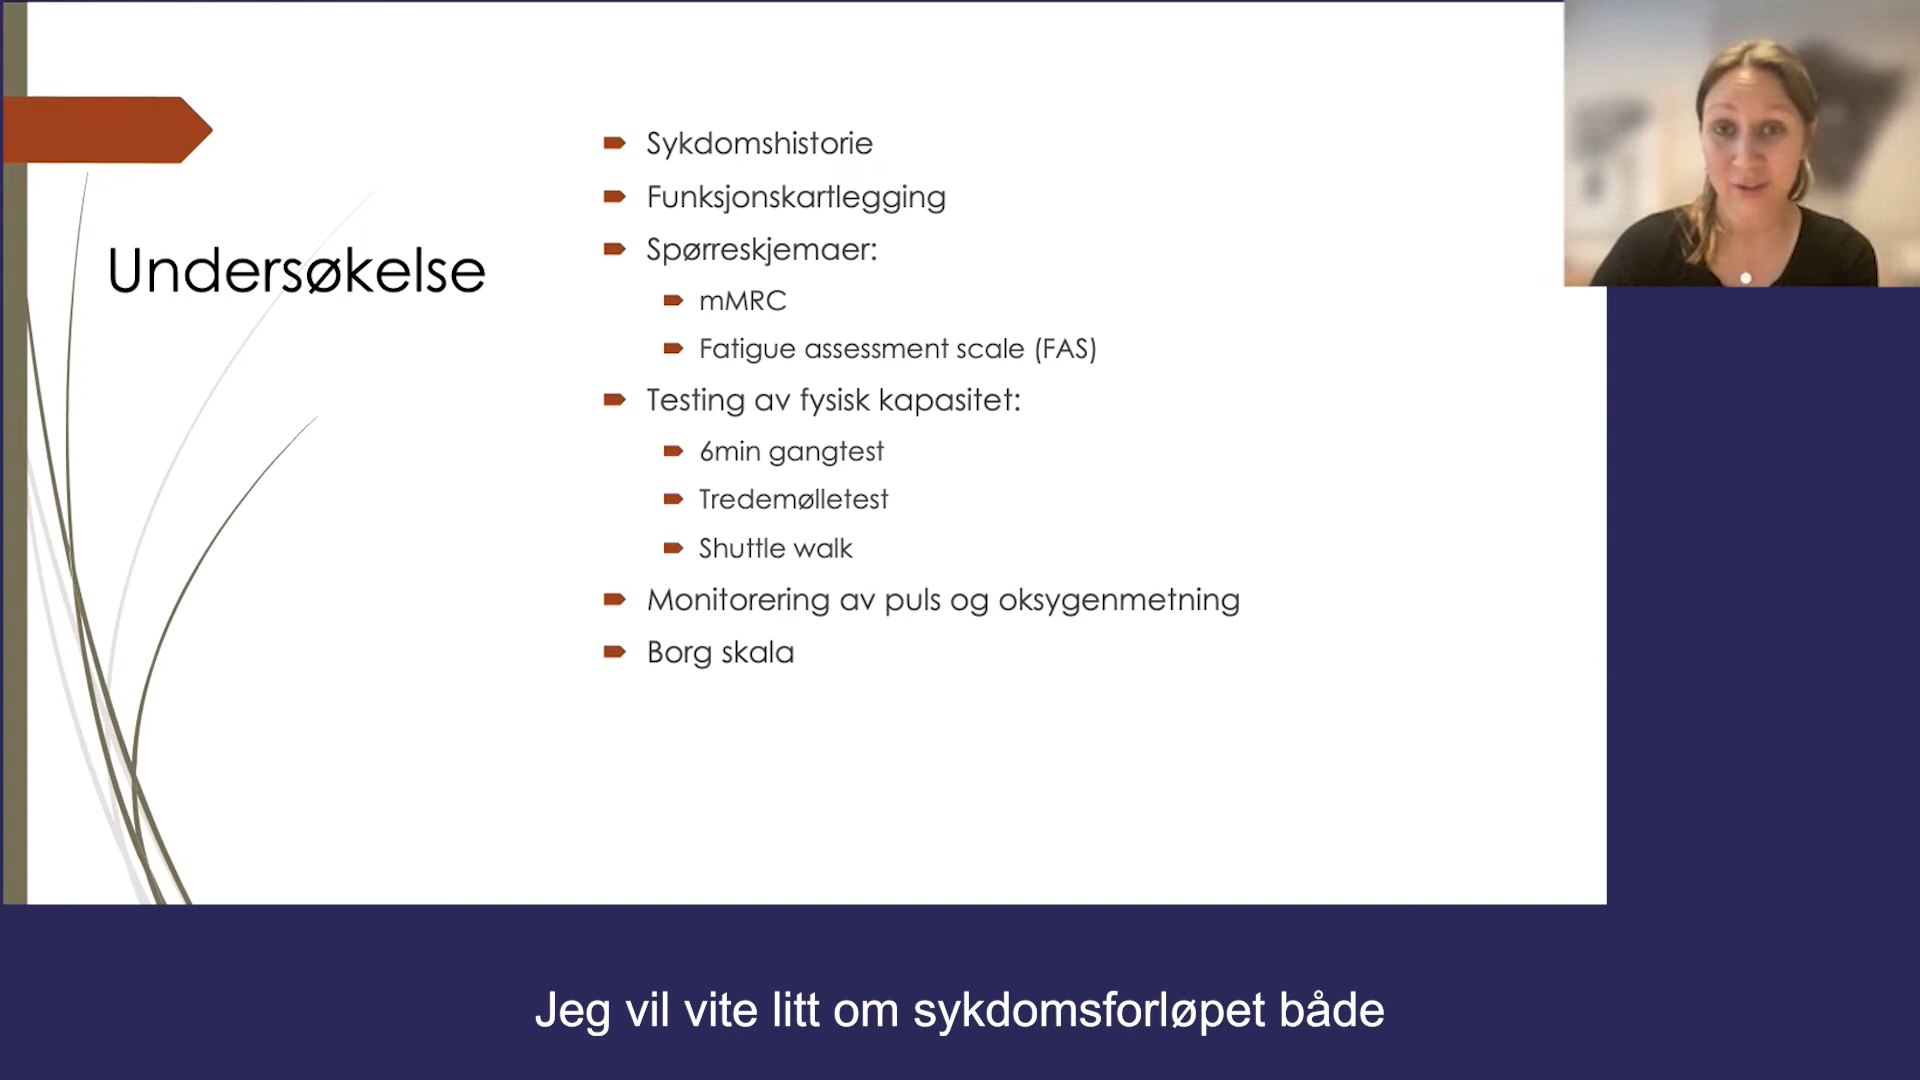 Undersøkelse
Sykdomshistorie
Funksjonskartlegging
Spørreskjemaer:
mMRC
Fatigue assessment scale (FAS)
Testing av fysisk kapasitet:
6min gangtest
Tredemølletest
Shuttle walk
Monitorering av puls og oksygenmetning
Borg skala
Jeg vil vite litt om sykdomsforløpet både